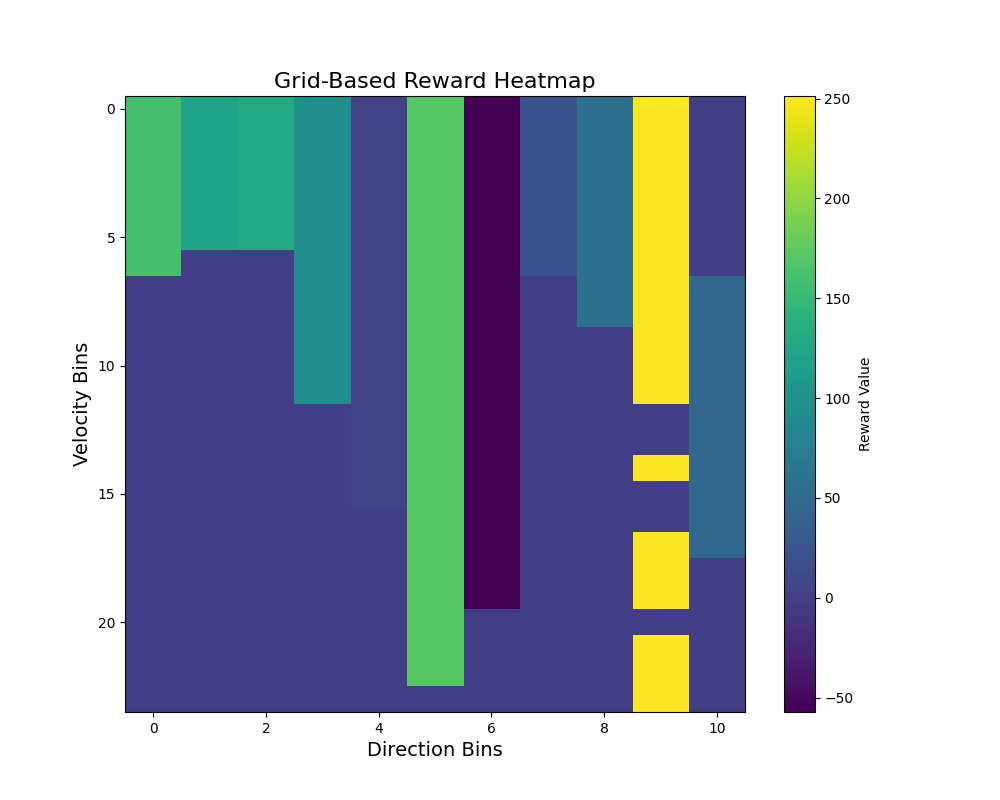 Grid-Based Reward Heatmap
0
5
10
15
20
Velocity Bins
0 2 4 6 8 10
Direction Bins
250
200
150
100
50
0
−50
Reward Value